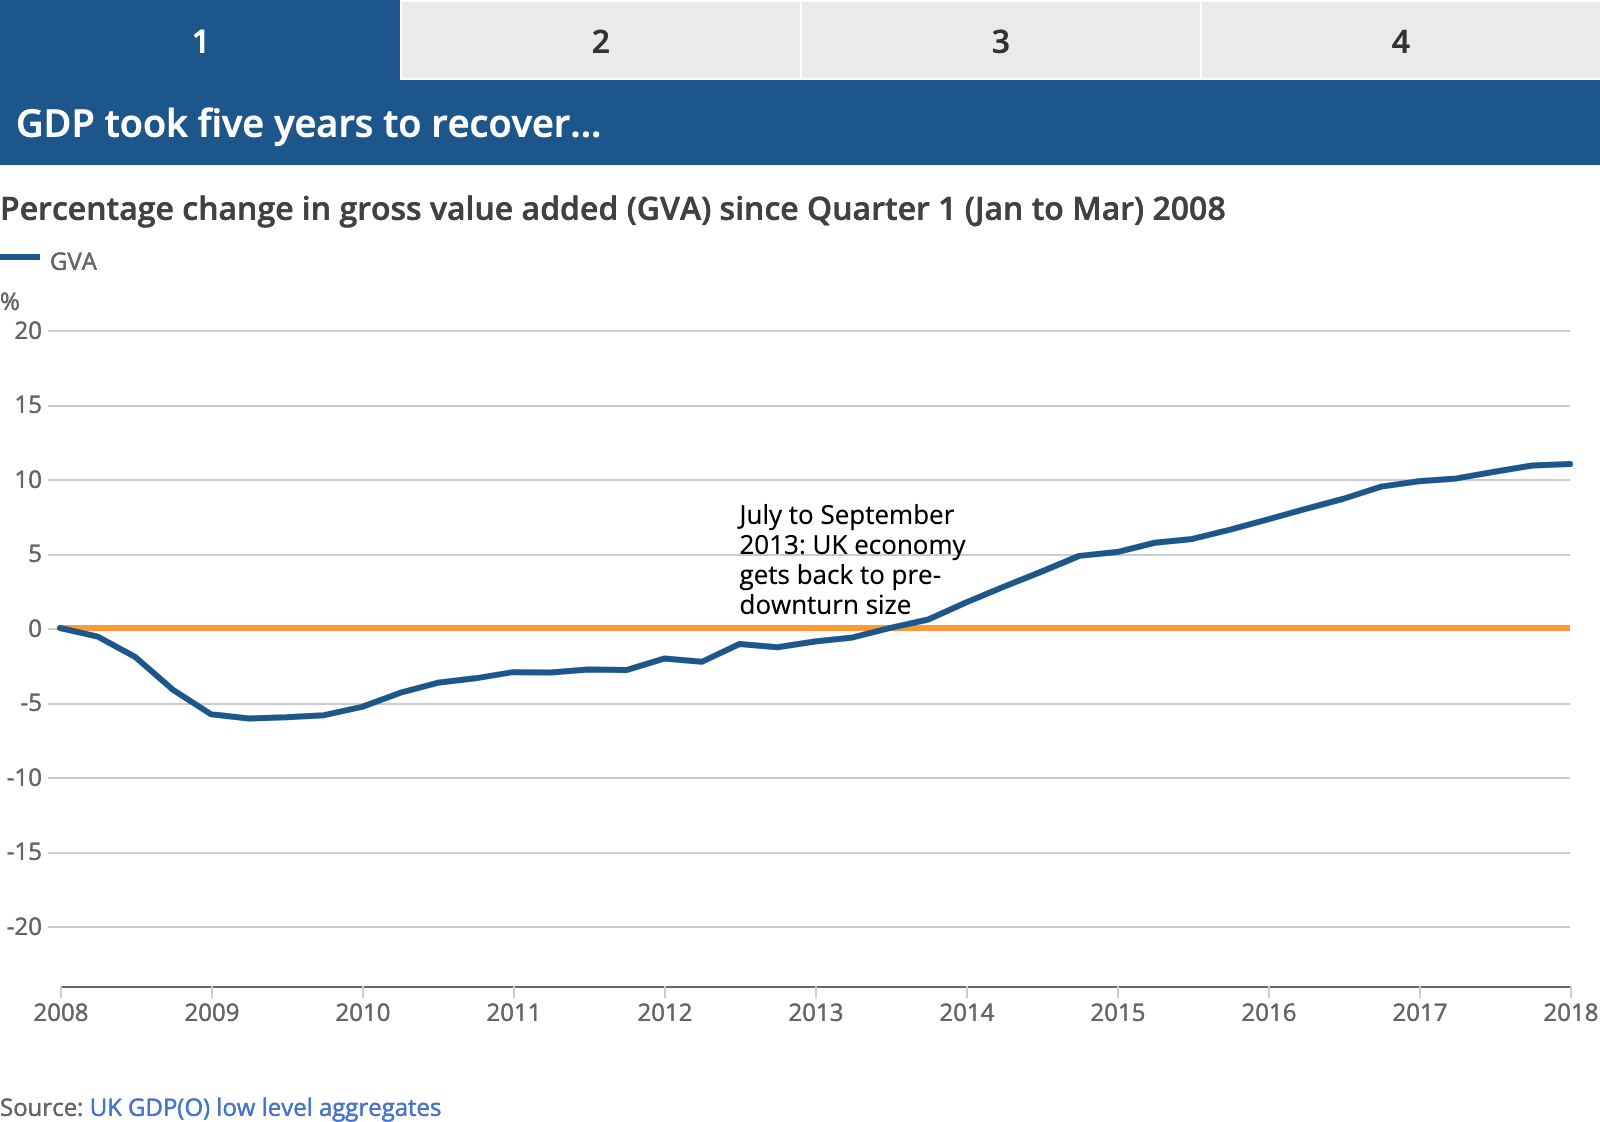 1
2
3
4
GDP took five years to recover...
Percentage change in gross value added (GVA) since Quarter 1 (Jan to Mar) 2008
GVA
%
20
15
10
5
0
-5
-10
-15
-20
July to September
2013: UK economy
gets back to pre-
downturn size
2008 2009 2010 2011 2012 2013 2014 2015 2016 2017 2018
Source: UK GDP(O) low level aggregates